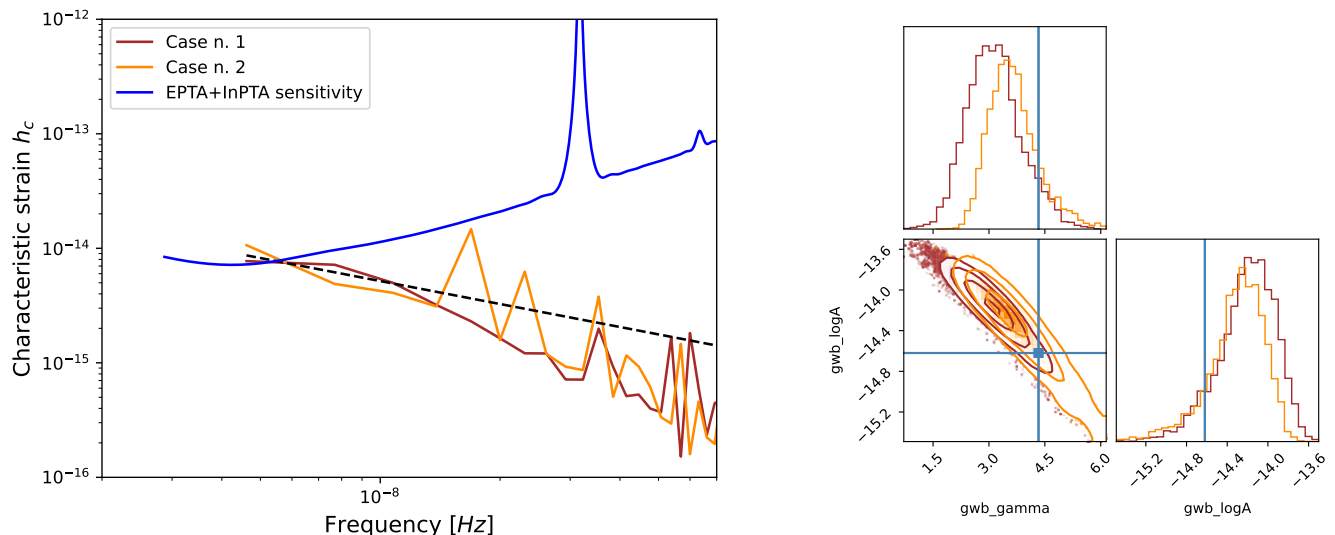 Case n. 1
Case n. 2
EPTA+InPTA sensitivity
Characteristic strain h_c
10⁻¹²
10⁻¹³
10⁻¹⁴
10⁻¹⁵
10⁻¹⁶
10⁻⁸
Frequency [Hz]
gwb_logA
−13.6
−14.0
−14.4
−14.8
−15.2
1.5 3.0 4.5 6.0
gwb_gamma
−15.2 −14.8 −14.4 −14.0 −13.6
gwb_logA